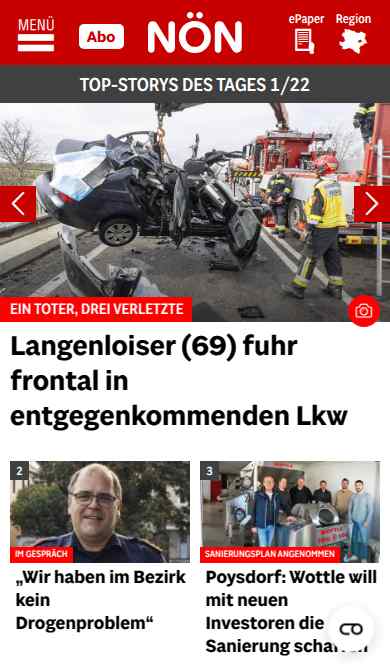 MENÜ
Abo
NÖN
ePaper
Region
TOP-STORYS DES TAGES 1/22
EIN TOTER, DREI VERLETZTE
Langenloiser (69) fuhr
frontal in
entgegenkommenden Lkw
2
IM GESPRÄCH
„Wir haben im Bezirk
kein
Drogenproblem“
3
WOTTLE
SANIERUNGSPLAN ANGENOMMEN
Poysdorf: Wottle will
mit neuen
Investoren die
Sanierung